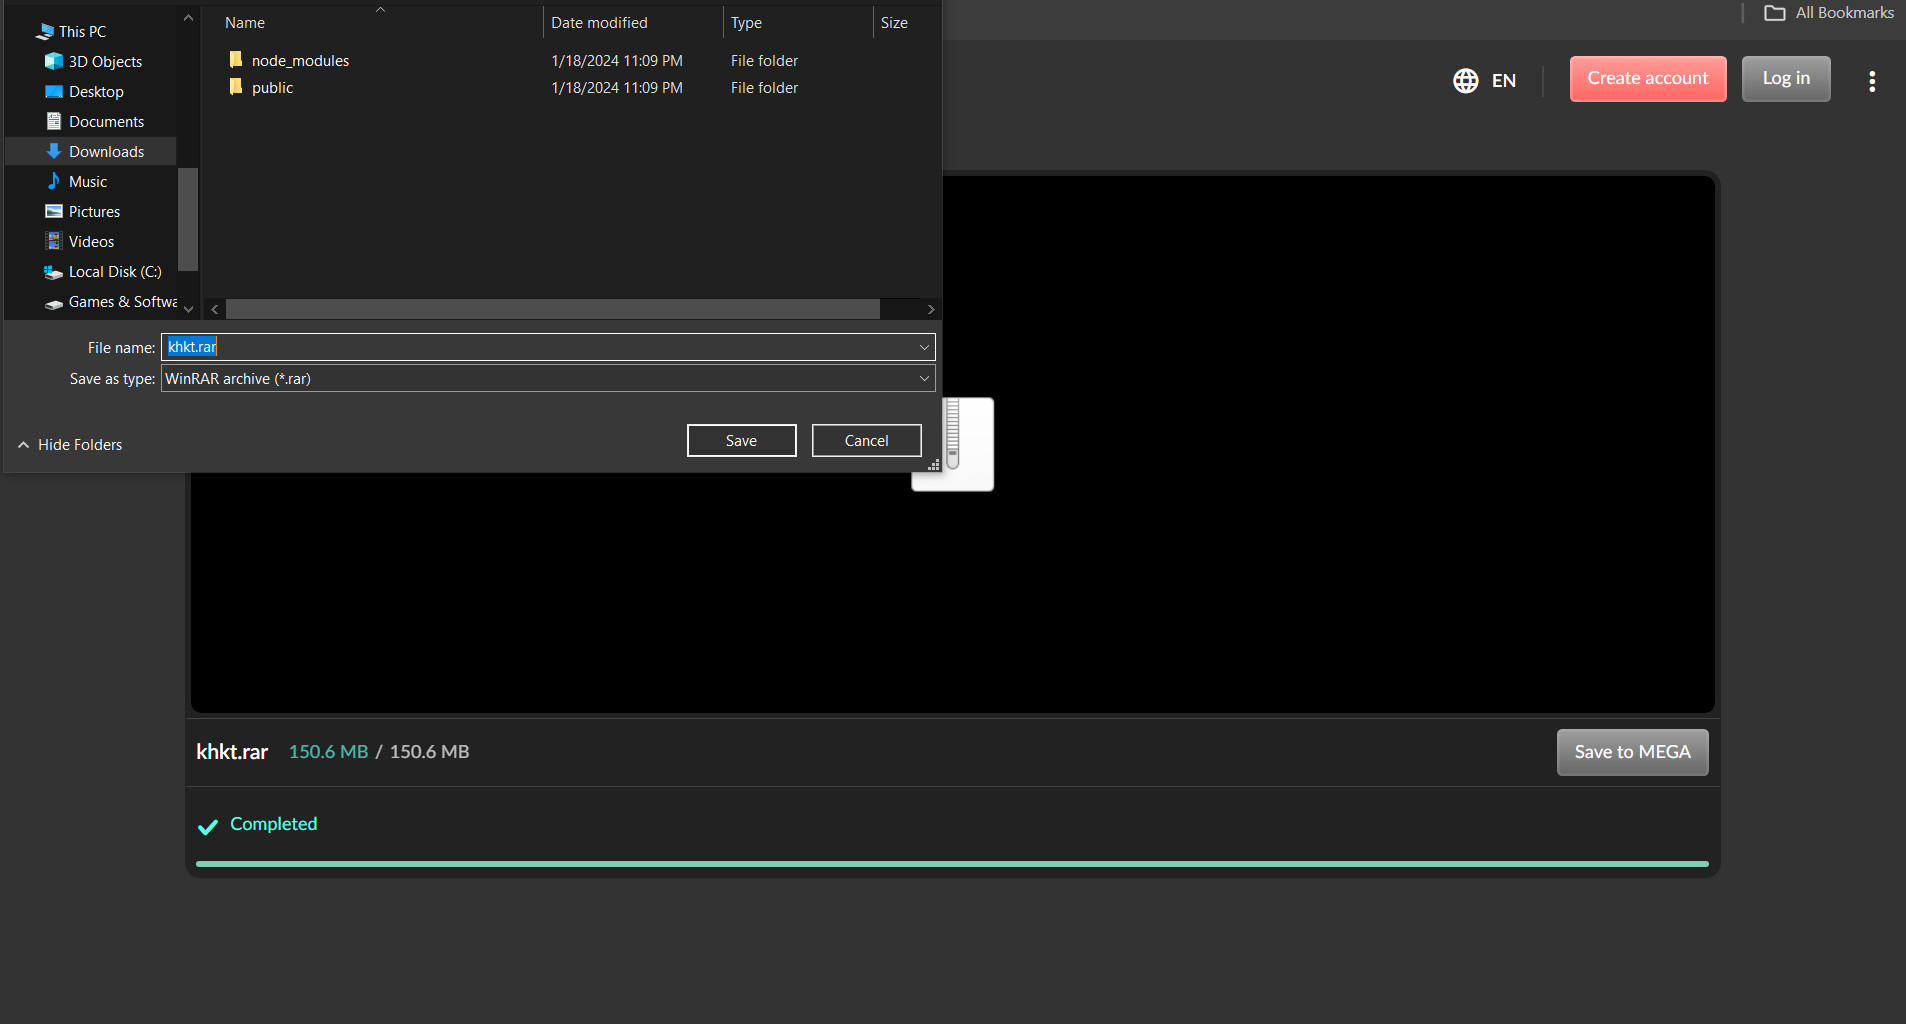 All Bookmarks
This PC
3D Objects
Desktop
Documents
Downloads
Music
Pictures
Videos
Local Disk (C:)
Games & Softwa
Name Date modified Type Size
node_modules 1/18/2024 11:09 PM File folder
public 1/18/2024 11:09 PM File folder
File name: khkt.rar
Save as type: WinRAR archive (*.rar)
Hide Folders
Save Cancel
EN Create account Log in
khkt.rar 150.6 MB / 150.6 MB Save to MEGA
Completed